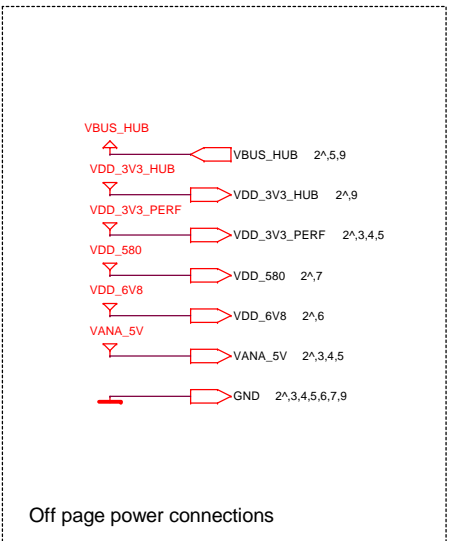 VBUS_HUB
VBUS_HUB 2^,5,9
VDD_3V3_HUB
VDD_3V3_HUB 2^,9
VDD_3V3_PERF
VDD_3V3_PERF 2^,3,4,5
VDD_580
VDD_580 2^,7
VDD_6V8
VDD_6V8 2^,6
VANA_5V
VANA_5V 2^,3,4,5
GND 2^,3,4,5,6,7,9
Off page power connections